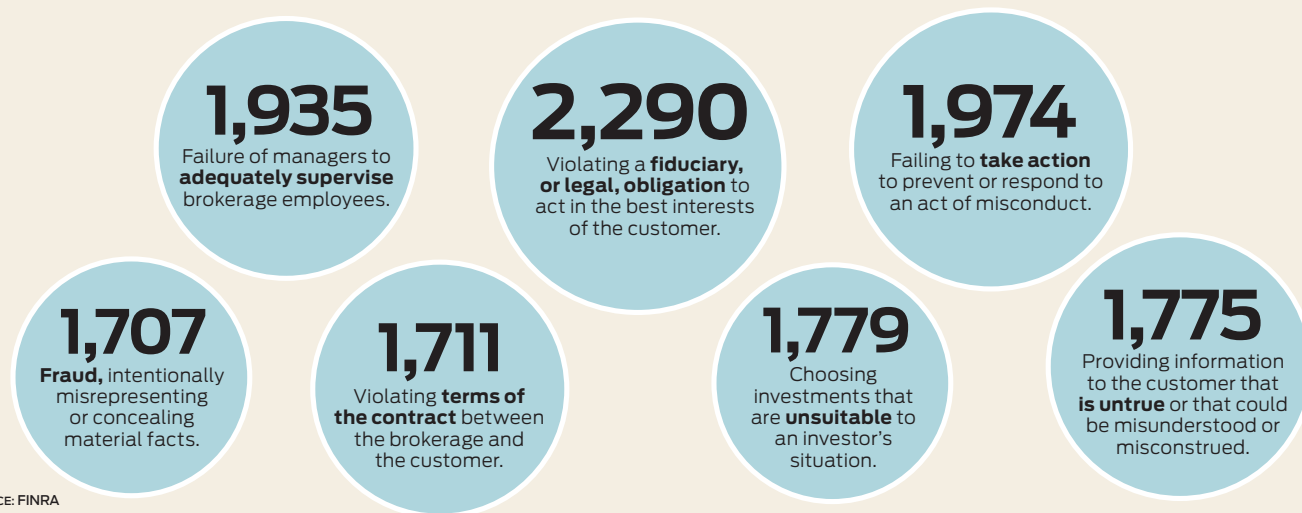 1,935
Failure of managers to
adequately supervise
brokerage employees.
2,290
Violating a fiduciary,
or legal, obligation to
act in the best interests
of the customer.
1,974
Failing to take action
to prevent or respond to
an act of misconduct.
1,707
Fraud, intentionally
misrepresenting
or concealing
material facts.
1,711
Violating terms of
the contract between
the brokerage and
the customer.
1,779
Choosing
investments that
are unsuitable to
an investor's
situation.
1,775
Providing information
to the customer that
is untrue or that could
be misunderstood or
misconstrued.
CE: FINRA